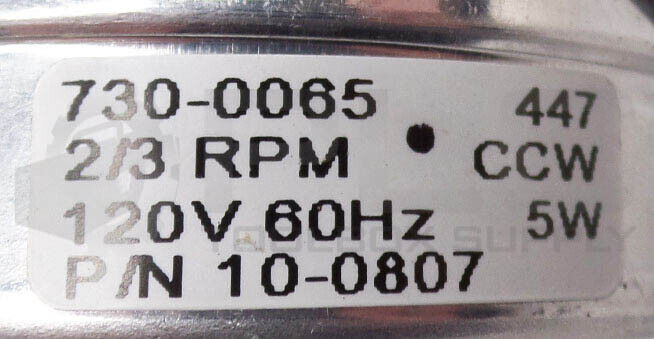 730-0065 447
2/3 RPM • CCW
120V 60Hz 5W
P/N 10-0807